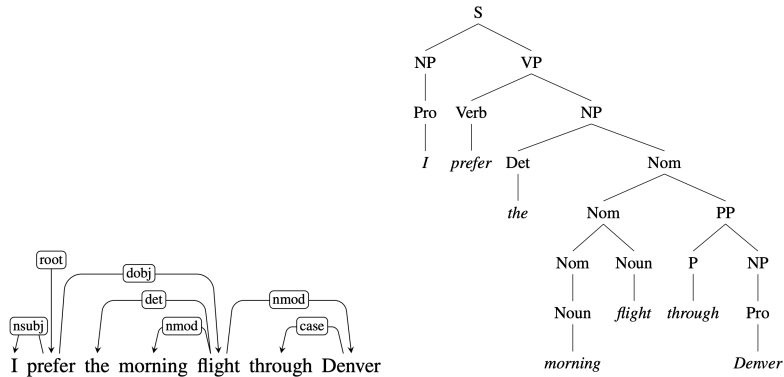 S
NP VP
Pro Verb NP
I prefer Det Nom
the Nom PP
Nom Noun P NP
Noun flight through Pro
morning Denver
root
dobj
det nmod
nsubj nmod case
I prefer the morning flight through Denver